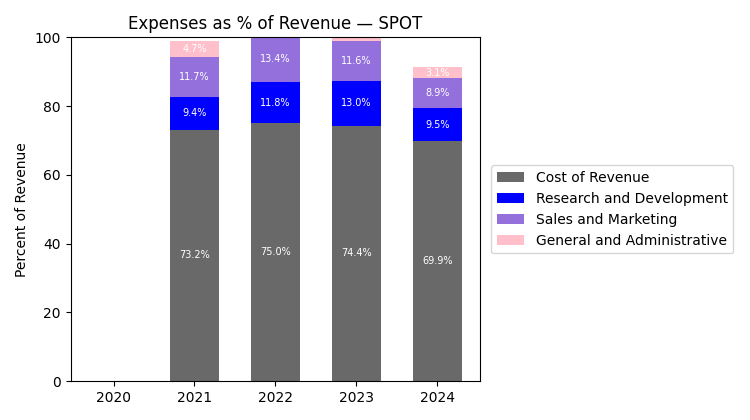 Expenses as % of Revenue — SPOT
Percent of Revenue
100
80
60
40
20
0
4.7%
11.7%
9.4%
73.2%
13.4%
11.8%
75.0%
11.6%
13.0%
74.4%
3.1%
8.9%
9.5%
69.9%
2020 2021 2022 2023 2024
Cost of Revenue
Research and Development
Sales and Marketing
General and Administrative